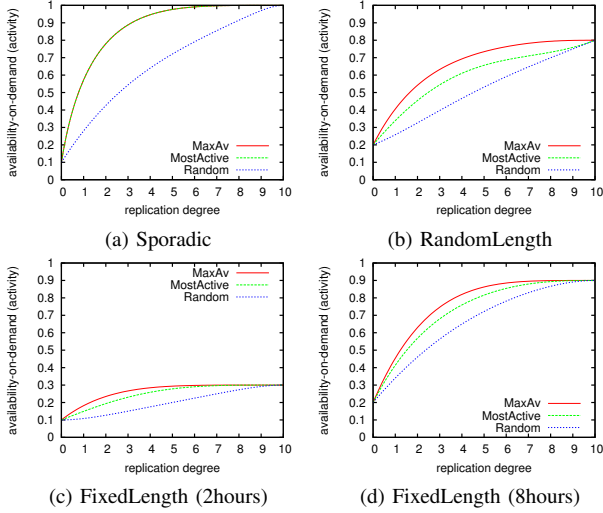 availability-on-demand (activity)
1
0.9
0.8
0.7
0.6
0.5
0.4
0.3
0.2
0.1
0
MaxAv
MostActive
Random
0 1 2 3 4 5 6 7 8 9 10
replication degree
(a) Sporadic
availability-on-demand (activity)
1
0.9
0.8
0.7
0.6
0.5
0.4
0.3
0.2
0.1
0
MaxAv
MostActive
Random
0 1 2 3 4 5 6 7 8 9 10
replication degree
(b) RandomLength
availability-on-demand (activity)
1
0.9
0.8
0.7
0.6
0.5
0.4
0.3
0.2
0.1
0
MaxAv
MostActive
Random
0 1 2 3 4 5 6 7 8 9 10
replication degree
(c) FixedLength (2hours)
availability-on-demand (activity)
1
0.9
0.8
0.7
0.6
0.5
0.4
0.3
0.2
0.1
0
MaxAv
MostActive
Random
0 1 2 3 4 5 6 7 8 9 10
replication degree
(d) FixedLength (8hours)